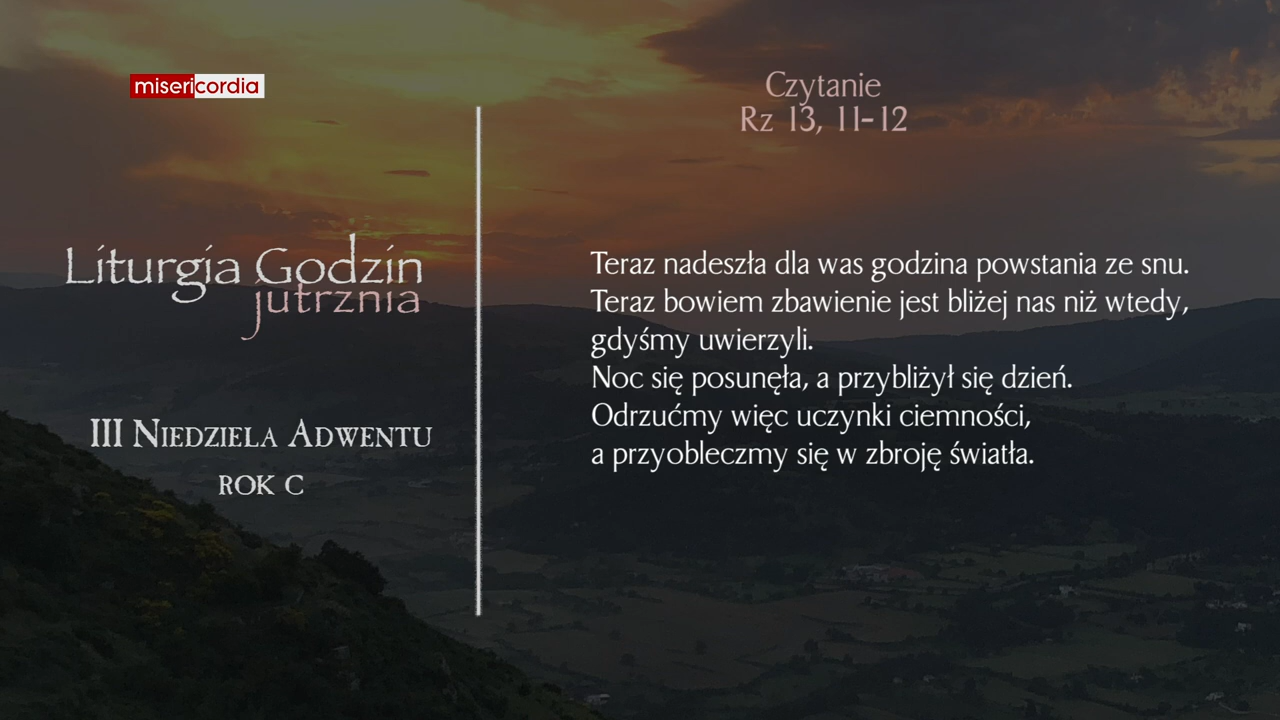 misericordia
Liturgia Godzin
jutrznia
III Niedziela Adwentu
rok C
Czytanie
Rz 13, 11-12
Teraz nadeszła dla was godzina powstania ze snu.
Teraz bowiem zbawienie jest bliżej nas niż wtedy,
gdyśmy uwierzyli.
Noc się posunęła, a przybliżył się dzień.
Odrzućmy więc uczynki ciemności,
a przyobleczmy się w zbroję światła.